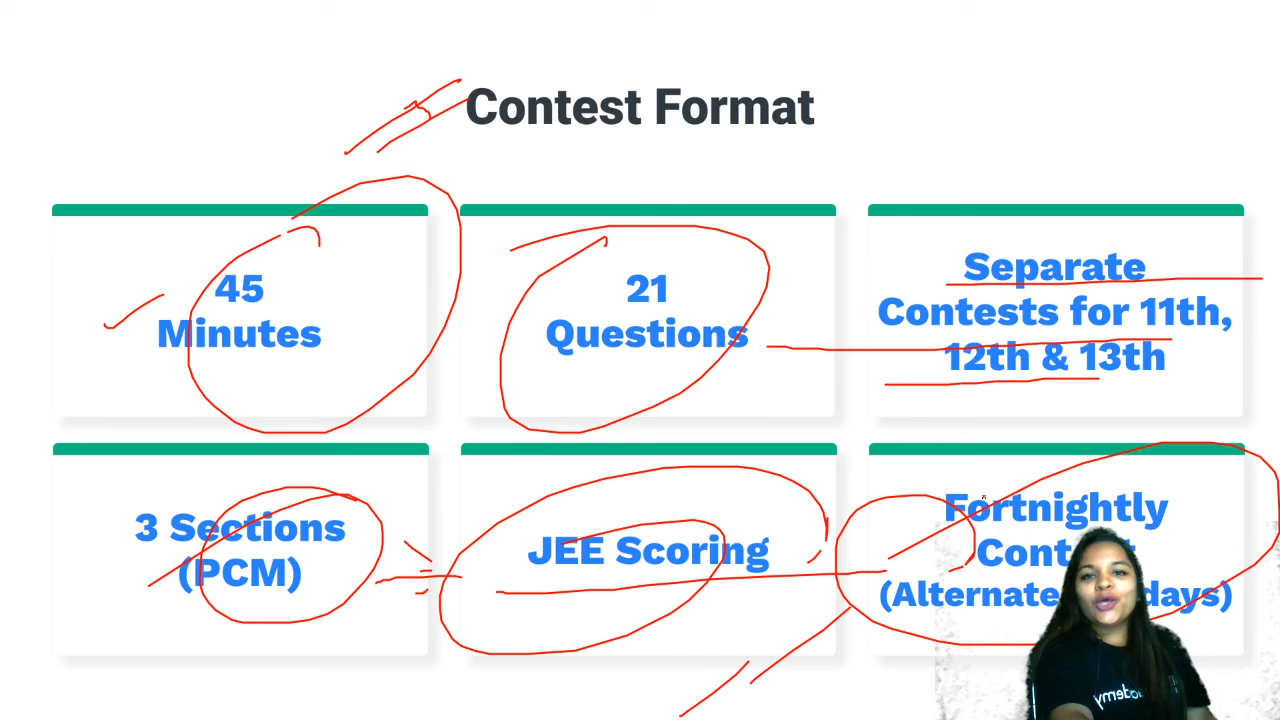 Contest Format
45
Minutes
21
Questions
Separate
Contests for 11th,
12th & 13th
3 Sections
(PCM)
JEE Scoring
Fortnightly
(Alternate